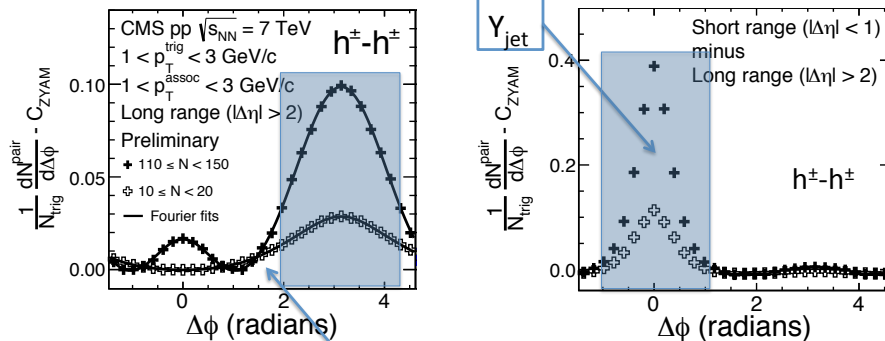 CMS pp √s_NN = 7 TeV
1 < p_T^trig < 3 GeV/c
1 < p_T^assoc < 3 GeV/c
Long range (|Δη| > 2)
Preliminary
110 ≤ N < 150
10 ≤ N < 20
Fourier fits
h±-h±
1/N_trig dN^pair/dΔϕ - C_ZYAM
0.10
0.05
0.00
0
2
4
Δϕ (radians)
Y_jet
Short range (|Δη| < 1)
minus
Long range (|Δη| > 2)
h±-h±
1/N_trig dN^pair/dΔϕ - C_ZYAM
0.4
0.2
0.0
0
2
4
Δϕ (radians)